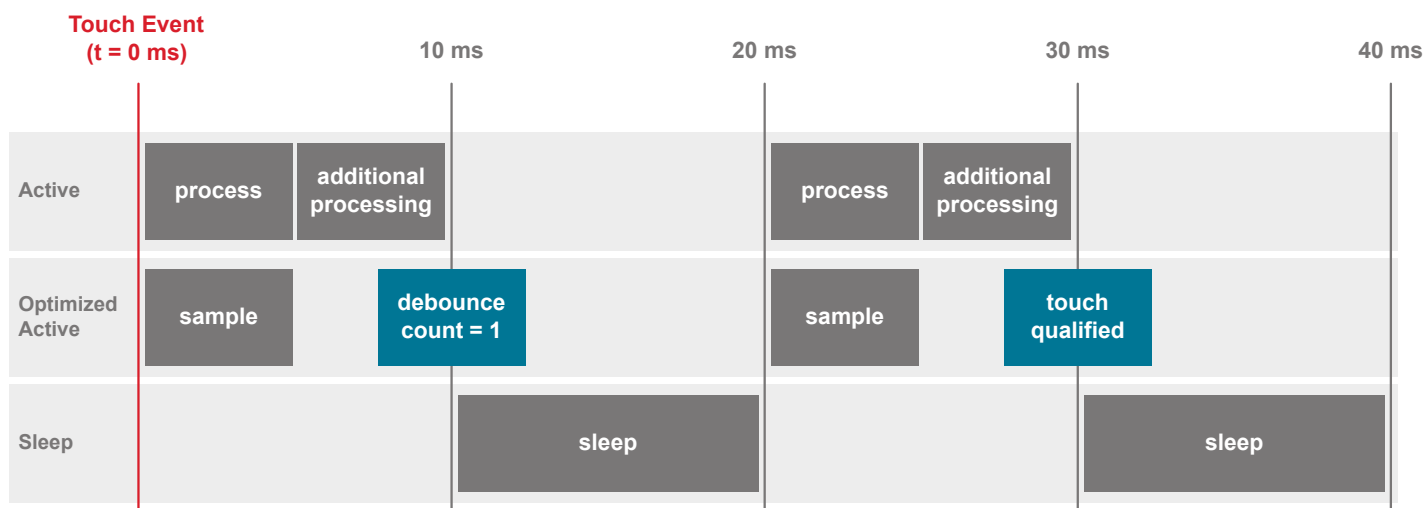 Touch Event
(t = 0 ms)
10 ms
20 ms
30 ms
40 ms
Active
process
additional
processing
process
additional
processing
Optimized
Active
sample
debounce
count = 1
sample
touch
qualified
Sleep
sleep
sleep